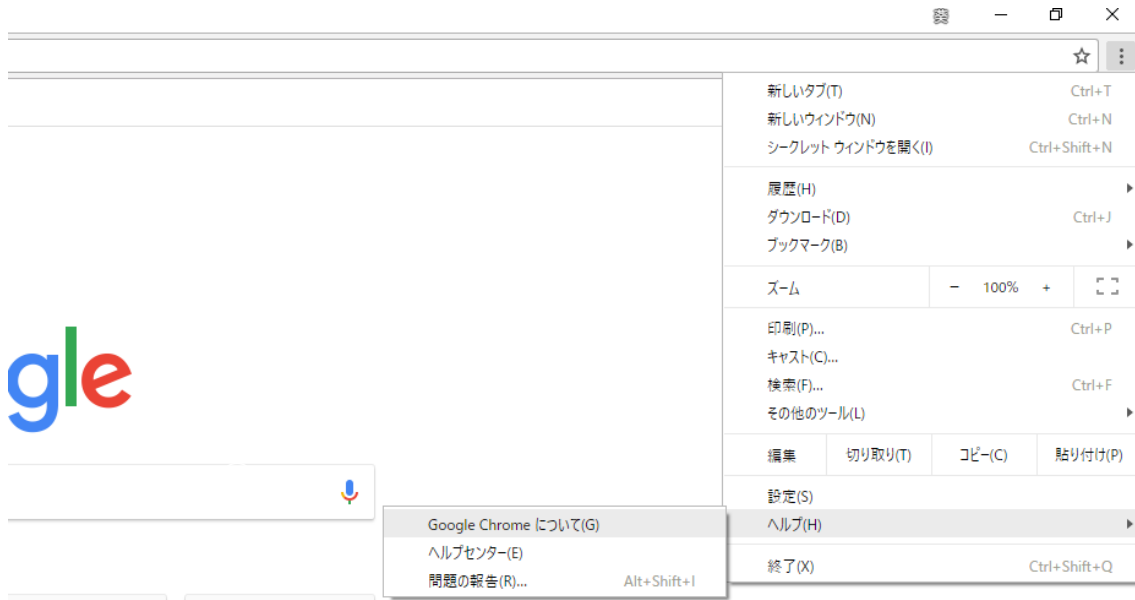 新しいタブ(T) Ctrl+T
新しいウィンドウ(N) Ctrl+N
シークレット ウィンドウを開く(I) Ctrl+Shift+N
履歴(H)
ダウンロード(D) Ctrl+J
ブックマーク(B)
ズーム − 100% +
印刷(P)... Ctrl+P
キャスト(C)...
検索(F)... Ctrl+F
その他のツール(L)
編集 切り取り(T) コピー(C) 貼り付け(P)
設定(S)
ヘルプ(H)
終了(X) Ctrl+Shift+Q
gle
Google Chrome について(G)
ヘルプセンター(E)
問題の報告(R)... Alt+Shift+I